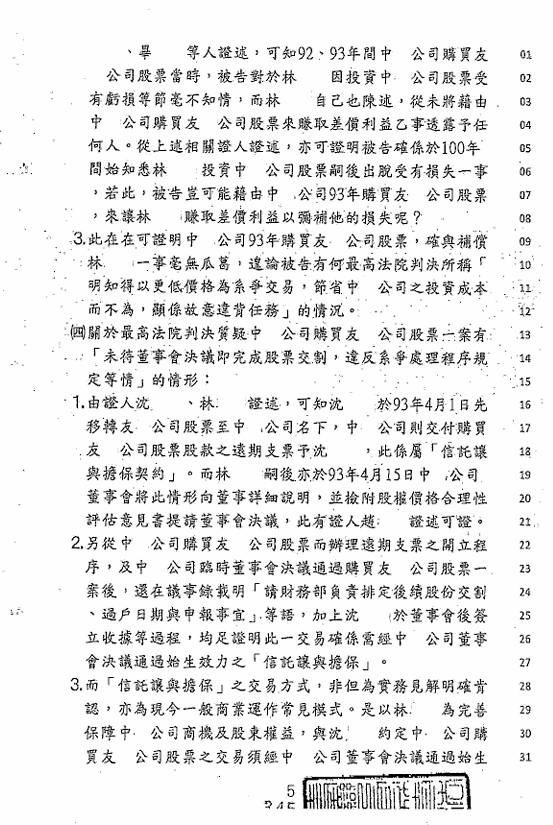 、畢 等人證述，可知92、93年間中 公司購買友 01
公司股票當時，被告對於林 因投資中 公司股票受 02
有虧損等節毫不知情，而林 自己也陳述，從未將藉由 03
中 公司購買友 公司股票來賺取差價利益乙事透露予任 04
何人。從上述相關證人證述，亦可證明被告確係於100年 05
間始知悉林 投資中 公司股票嗣後出脫受有損失一事 06
，若此，被告豈可能藉由中 公司93年購買友 公司股票 07
，來讓林 賺取差價利益以彌補他的損失呢？ 08
3.此在在可證明中 公司93年購買友 公司股票，確與補償 09
林 一事毫無瓜葛，遑論被告有何最高法院判決所稱「 10
明知得以更低價格為系爭交易，節省中 公司之投資成本 11
而不為，顯係故意違背任務」的情況。 12
㈣關於最高法院判決質疑中 公司購買友 公司股票一案有 13
「未待董事會決議即完成股票交割，違反系爭處理程序規 14
定等情」的情形： 15
1.由證人沈 、林 證述，可知沈 於93年4月1日先 16
移轉友 公司股票至中 公司名下，中 公司則交付購買 17
友 公司股票股款之遠期支票予沈 ，此係屬「信託讓 18
與擔保契約」。而林 嗣後亦於93年4月15日中 公司 19
董事會將此情形向董事詳細說明，並檢附股權價格合理性 20
評估意見書提請董事會決議，此有證人趙 證述可證。 21
2.另從中 公司購買友 公司股票而辦理遠期支票之開立程 22
序，及中 公司臨時董事會決議通過購買友 公司股票一 23
案後，還在議事錄載明「請財務部負責排定後續股份交割 24
、過戶日期與申報事宜」等語，加上沈 於董事會後簽 25
立收據等過程，均足證明此一交易確係需經中 公司董事 26
會決議通過始生效力之「信託讓與擔保」。 27
3.而「信託讓與擔保」之交易方式，非但為實務見解明確肯 28
認，亦為現今一般商業運作常見模式。是以林 為完善 29
保障中 公司商機及股東權益，與沈 約定中 公司購 30
買友 公司股票之交易須經中 公司董事會決議通過始生 31
5
345